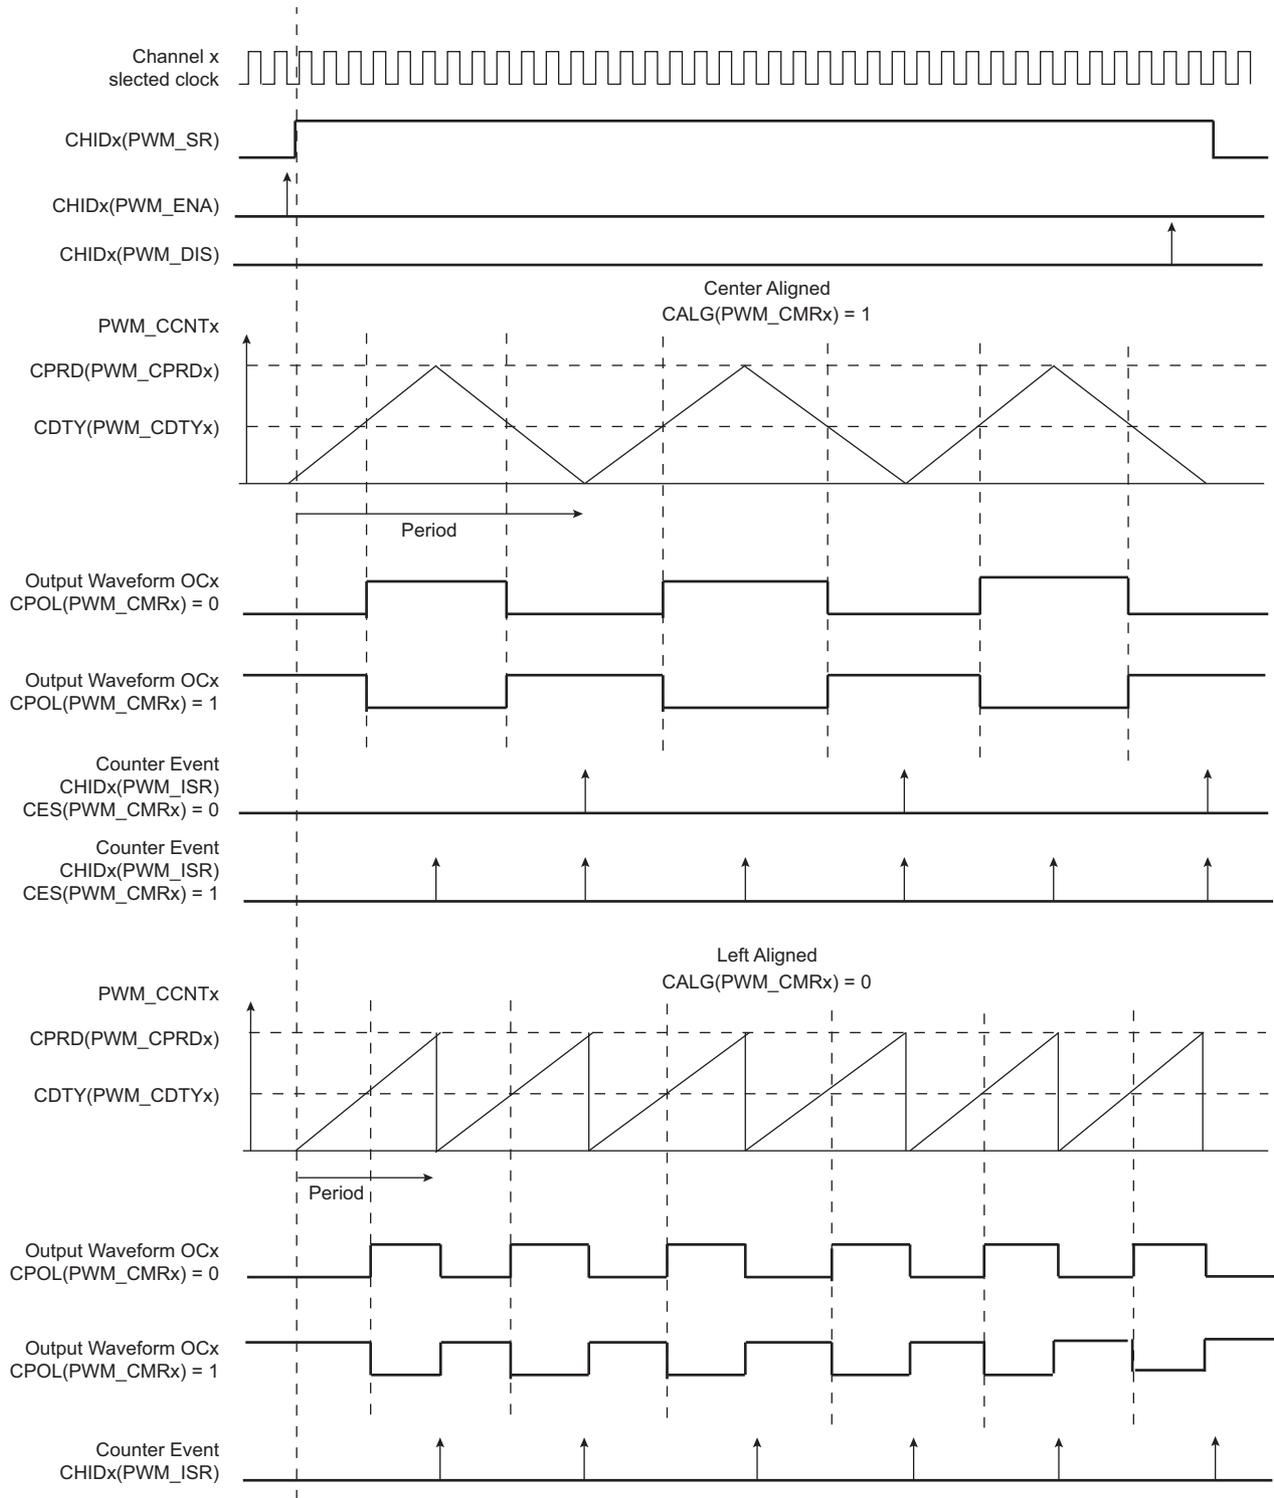 Channel x
slected clock
CHIDx(PWM_SR)
CHIDx(PWM_ENA)
CHIDx(PWM_DIS)
Center Aligned
CALG(PWM_CMRx) = 1
PWM_CCNTx
CPRD(PWM_CPRDx)
CDTY(PWM_CDTYx)
Period
Output Waveform OCx
CPOL(PWM_CMRx) = 0
Output Waveform OCx
CPOL(PWM_CMRx) = 1
Counter Event
CHIDx(PWM_ISR)
CES(PWM_CMRx) = 0
Counter Event
CHIDx(PWM_ISR)
CES(PWM_CMRx) = 1
Left Aligned
CALG(PWM_CMRx) = 0
PWM_CCNTx
CPRD(PWM_CPRDx)
CDTY(PWM_CDTYx)
Period
Output Waveform OCx
CPOL(PWM_CMRx) = 0
Output Waveform OCx
CPOL(PWM_CMRx) = 1
Counter Event
CHIDx(PWM_ISR)